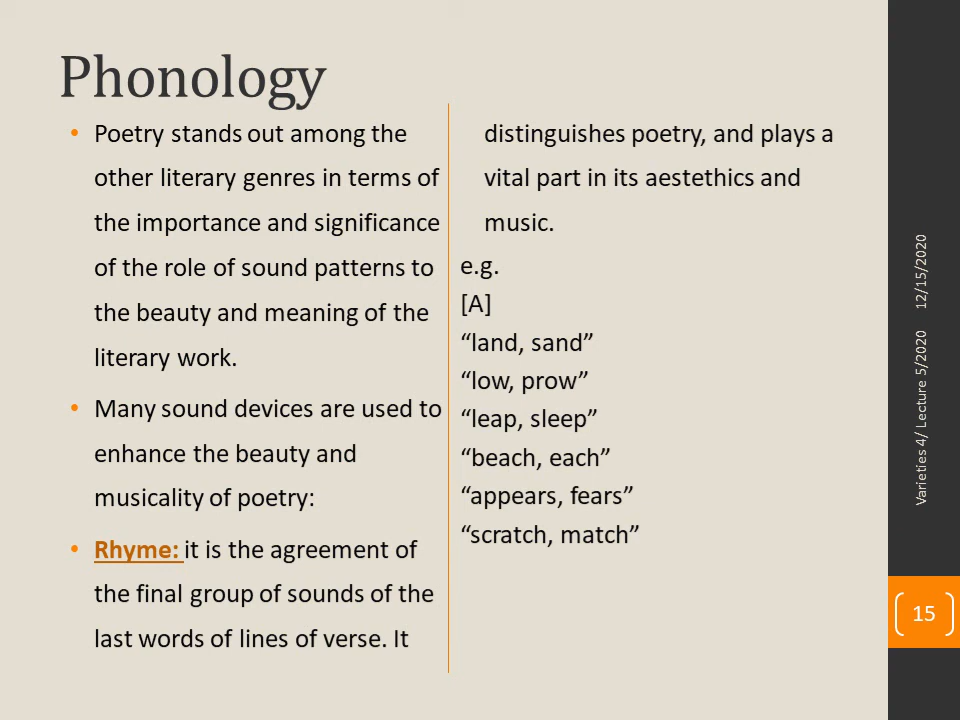 Phonology
• Poetry stands out among the
other literary genres in terms of
the importance and significance
of the role of sound patterns to
the beauty and meaning of the
literary work.
• Many sound devices are used to
enhance the beauty and
musicality of poetry:
• Rhyme: it is the agreement of
the final group of sounds of the
last words of lines of verse. It
distinguishes poetry, and plays a
vital part in its aestethics and
music.
e.g.
[A]
“land, sand”
“low, prow”
“leap, sleep”
“beach, each”
“appears, fears”
“scratch, match”
Varieties 4/ Lecture 5/2020 12/15/2020
15